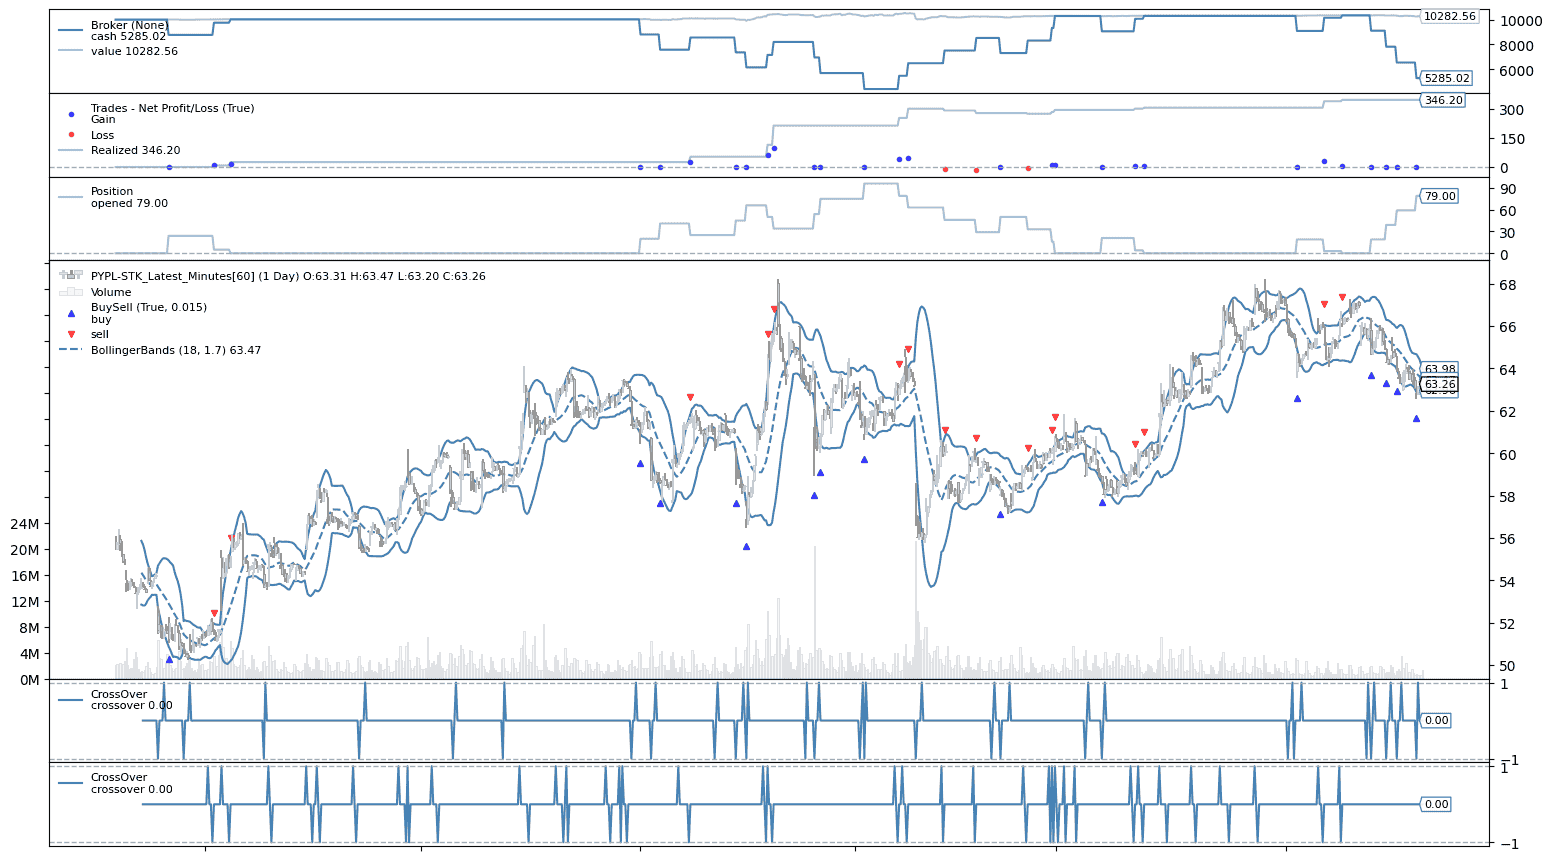 Broker (None)
cash 5285.02
value 10282.56
10282.56
10000
8000
6000
5285.02
Trades - Net Profit/Loss (True)
Gain
Loss
Realized 346.20
346.20
300
150
0
Position
opened 79.00
90
79.00
60
30
0
PYPL-STK_Latest_Minutes[60] (1 Day) O:63.31 H:63.47 L:63.20 C:63.26
Volume
BuySell (True, 0.015)
buy
sell
BollingerBands (18, 1.7) 63.47
68
66
64
63.98
63.26
62
60
58
56
54
52
50
24M
20M
16M
12M
8M
4M
0M
CrossOver
crossover 0.00
1
0.00
−1
CrossOver
crossover 0.00
1
0.00
−1